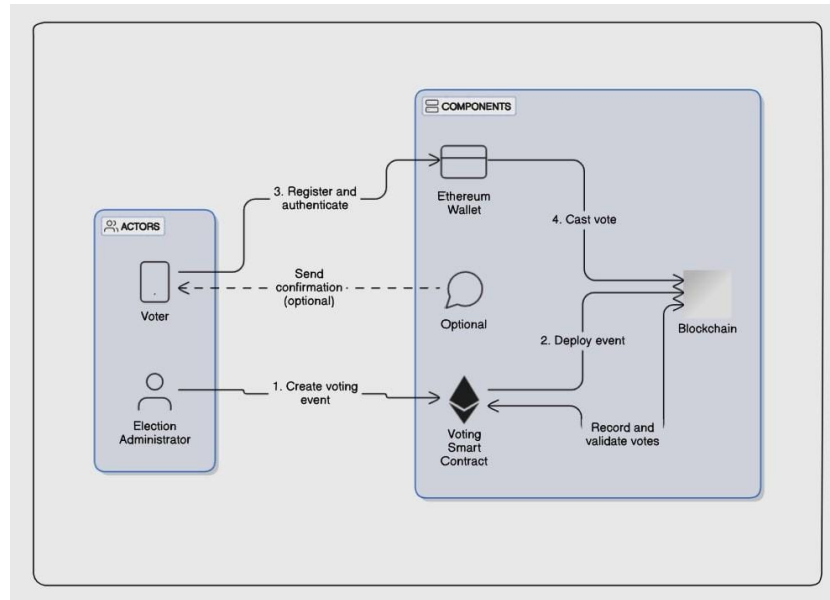 COMPONENTS
3. Register and
authenticate
Ethereum
Wallet
4. Cast vote
ACTORS
Voter
Send
confirmation
(optional)
Optional
Blockchain
2. Deploy event
1. Create voting
event
Election
Administrator
Voting
Smart
Contract
Record and
validate votes